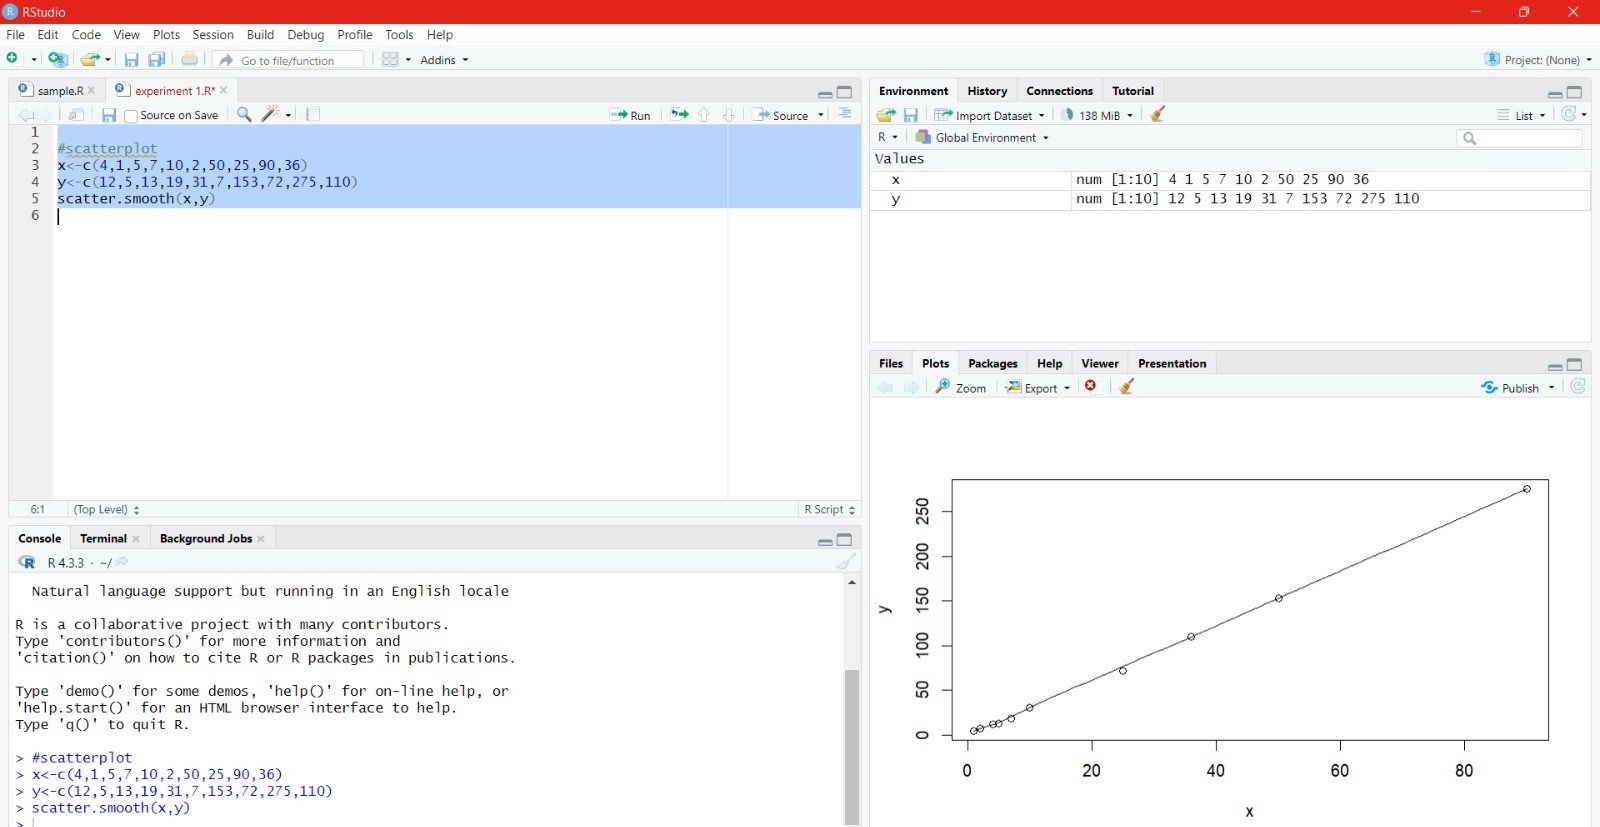 RStudio
File Edit Code View Plots Session Build Debug Profile Tools Help
Go to file/function Addins Project: (None)
sample.R experiment 1.R*
Source on Save Run Source
1
2 #scatterplot
3 x<-c(4,1,5,7,10,2,50,25,90,36)
4 y<-c(12,5,13,19,31,7,153,72,275,110)
5 scatter.smooth(x,y)
6
6:1 (Top Level) R Script
Console Terminal Background Jobs
R 4.3.3 · ~/
Natural language support but running in an English locale
R is a collaborative project with many contributors.
Type 'contributors()' for more information and
'citation()' on how to cite R or R packages in publications.
Type 'demo()' for some demos, 'help()' for on-line help, or
'help.start()' for an HTML browser interface to help.
Type 'q()' to quit R.
> #scatterplot
> x<-c(4,1,5,7,10,2,50,25,90,36)
> y<-c(12,5,13,19,31,7,153,72,275,110)
> scatter.smooth(x,y)
>
Environment History Connections Tutorial
Import Dataset 138 MiB List
R Global Environment
Values
x num [1:10] 4 1 5 7 10 2 50 25 90 36
y num [1:10] 12 5 13 19 31 7 153 72 275 110
Files Plots Packages Help Viewer Presentation
Zoom Export Publish
250
200
150
100
50
0
y
0 20 40 60 80
x